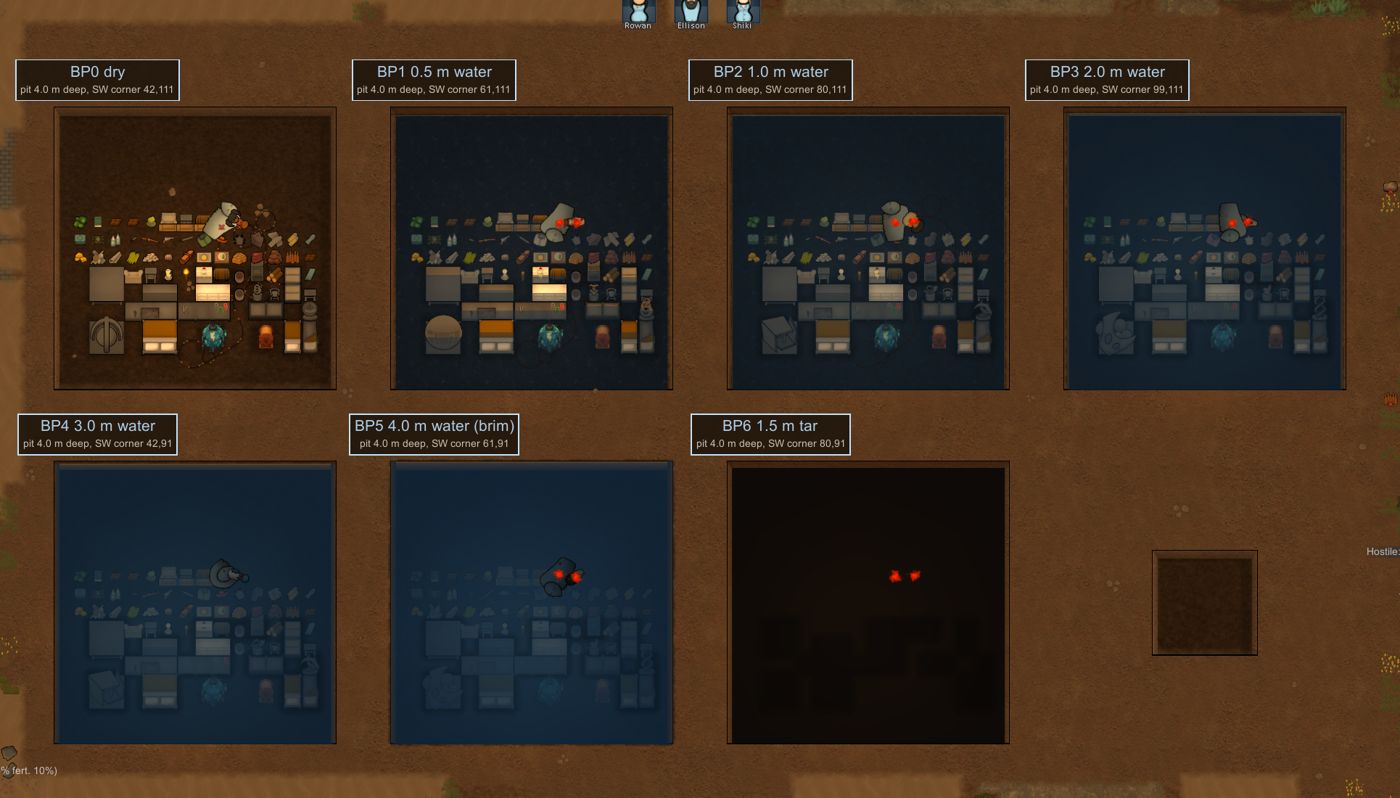 Rowan
Ellison
Shiki
BP0 dry
pit 4.0 m deep, SW corner 42,111
BP1 0.5 m water
pit 4.0 m deep, SW corner 61,111
BP2 1.0 m water
pit 4.0 m deep, SW corner 80,111
BP3 2.0 m water
pit 4.0 m deep, SW corner 99,111
BP4 3.0 m water
pit 4.0 m deep, SW corner 42,91
BP5 4.0 m water (brim)
pit 4.0 m deep, SW corner 61,91
BP6 1.5 m tar
pit 4.0 m deep, SW corner 80,91
Hostile:
% fert. 10%)